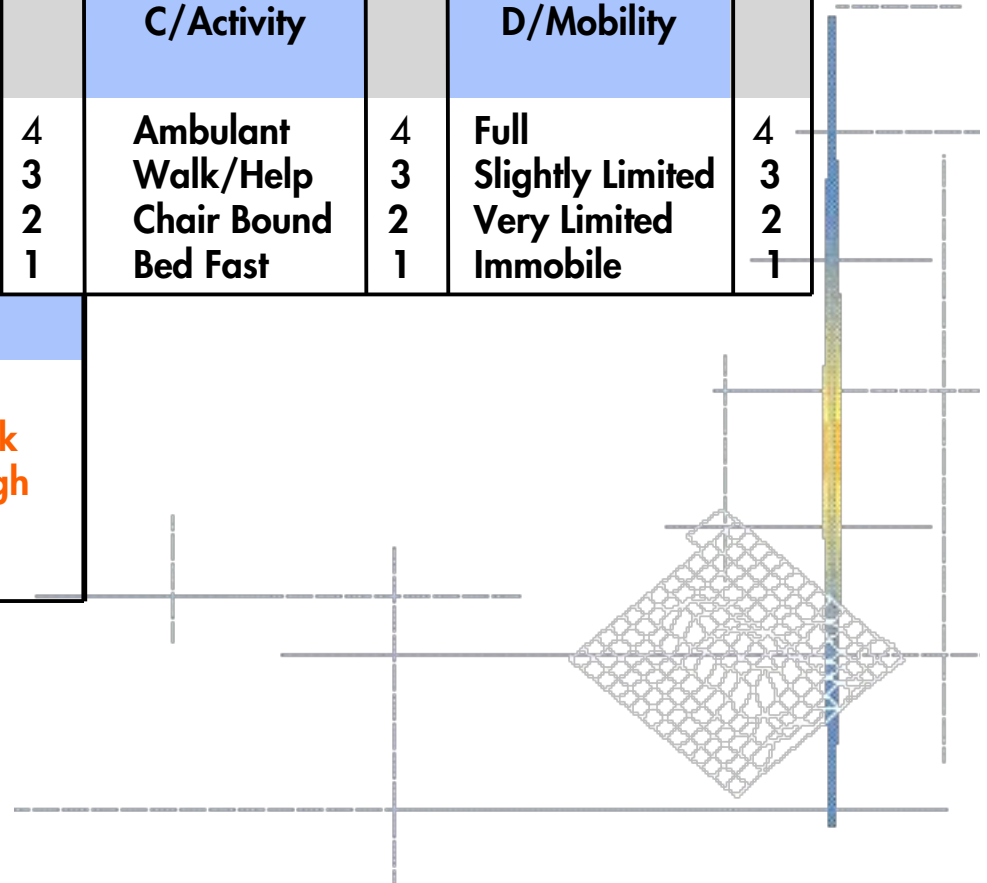 C/Activity D/Mobility
4 Ambulant 4 Full 4
3 Walk/Help 3 Slightly Limited 3
2 Chair Bound 2 Very Limited 2
1 Bed Fast 1 Immobile 1